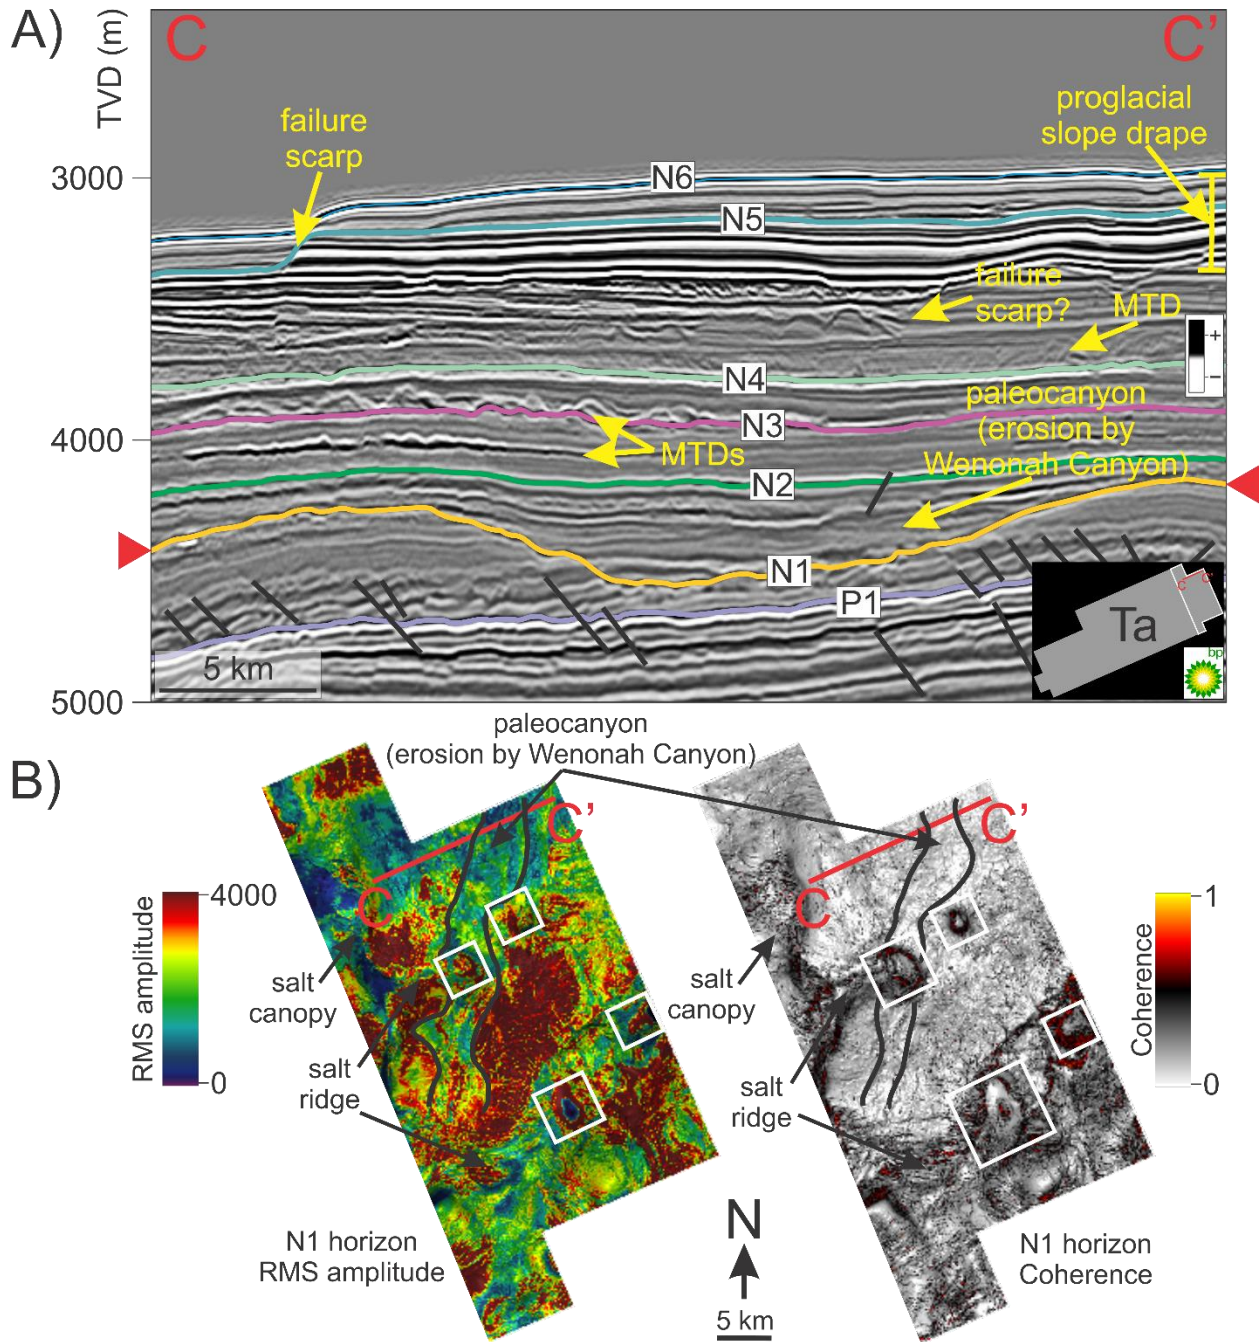 A)
TVD (m)
C
C'
failure
scarp
proglacial
slope drape
3000
N6
N5
failure
scarp?
MTD
+
−
N4
paleocanyon
(erosion by
Wenonah Canyon)
4000
N3
MTDs
N2
N1
P1
5 km
5000
Ta
C
C'
bp
B)
paleocanyon
(erosion by Wenonah Canyon)
C'
C
C'
C
4000
RMS amplitude
0
salt
canopy
salt
ridge
salt
canopy
salt
ridge
1
Coherence
0
N1 horizon
RMS amplitude
N
5 km
N1 horizon
Coherence